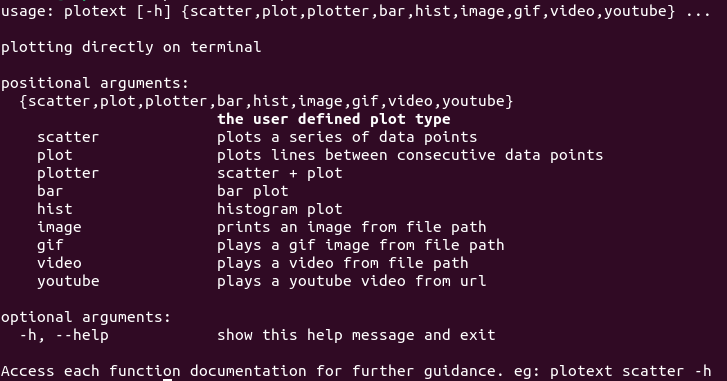 usage: plotext [-h] {scatter,plot,plotter,bar,hist,image,gif,video,youtube} ...
plotting directly on terminal
positional arguments:
{scatter,plot,plotter,bar,hist,image,gif,video,youtube}
the user defined plot type
scatter plots a series of data points
plot plots lines between consecutive data points
plotter scatter + plot
bar bar plot
hist histogram plot
image prints an image from file path
gif plays a gif image from file path
video plays a video from file path
youtube plays a youtube video from url
optional arguments:
-h, --help show this help message and exit
Access each function documentation for further guidance. eg: plotext scatter -h